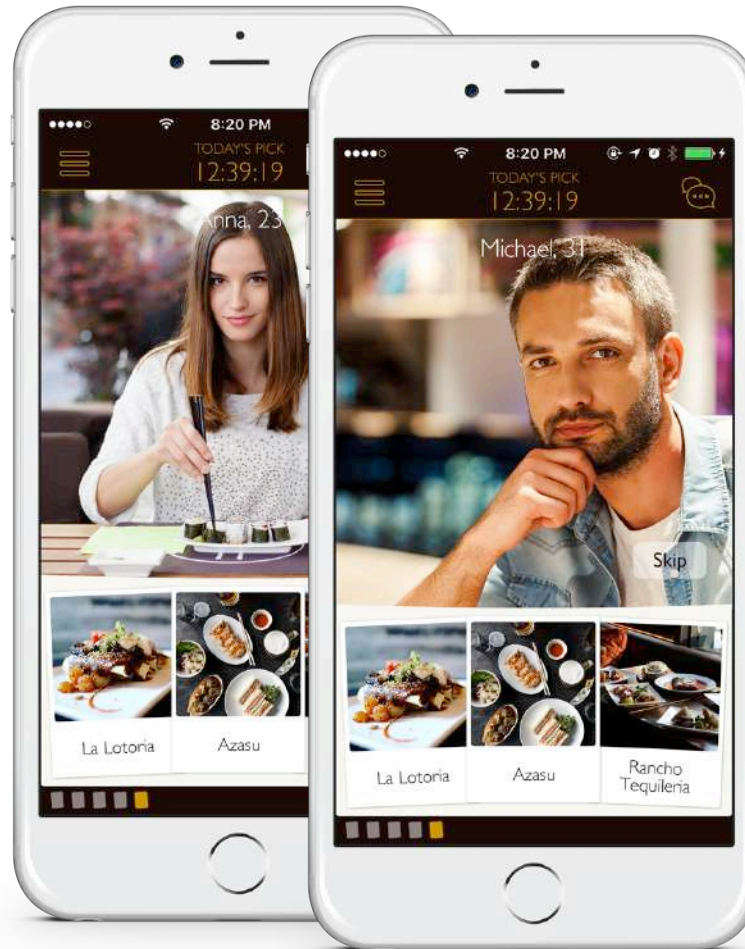 8:20 PM
TODAY'S PICK
12:39:19
Anna, 23
La Lotoria
Azasu
8:20 PM
TODAY'S PICK
12:39:19
Michael, 31
Skip
La Lotoria
Azasu
Rancho
Tequileria